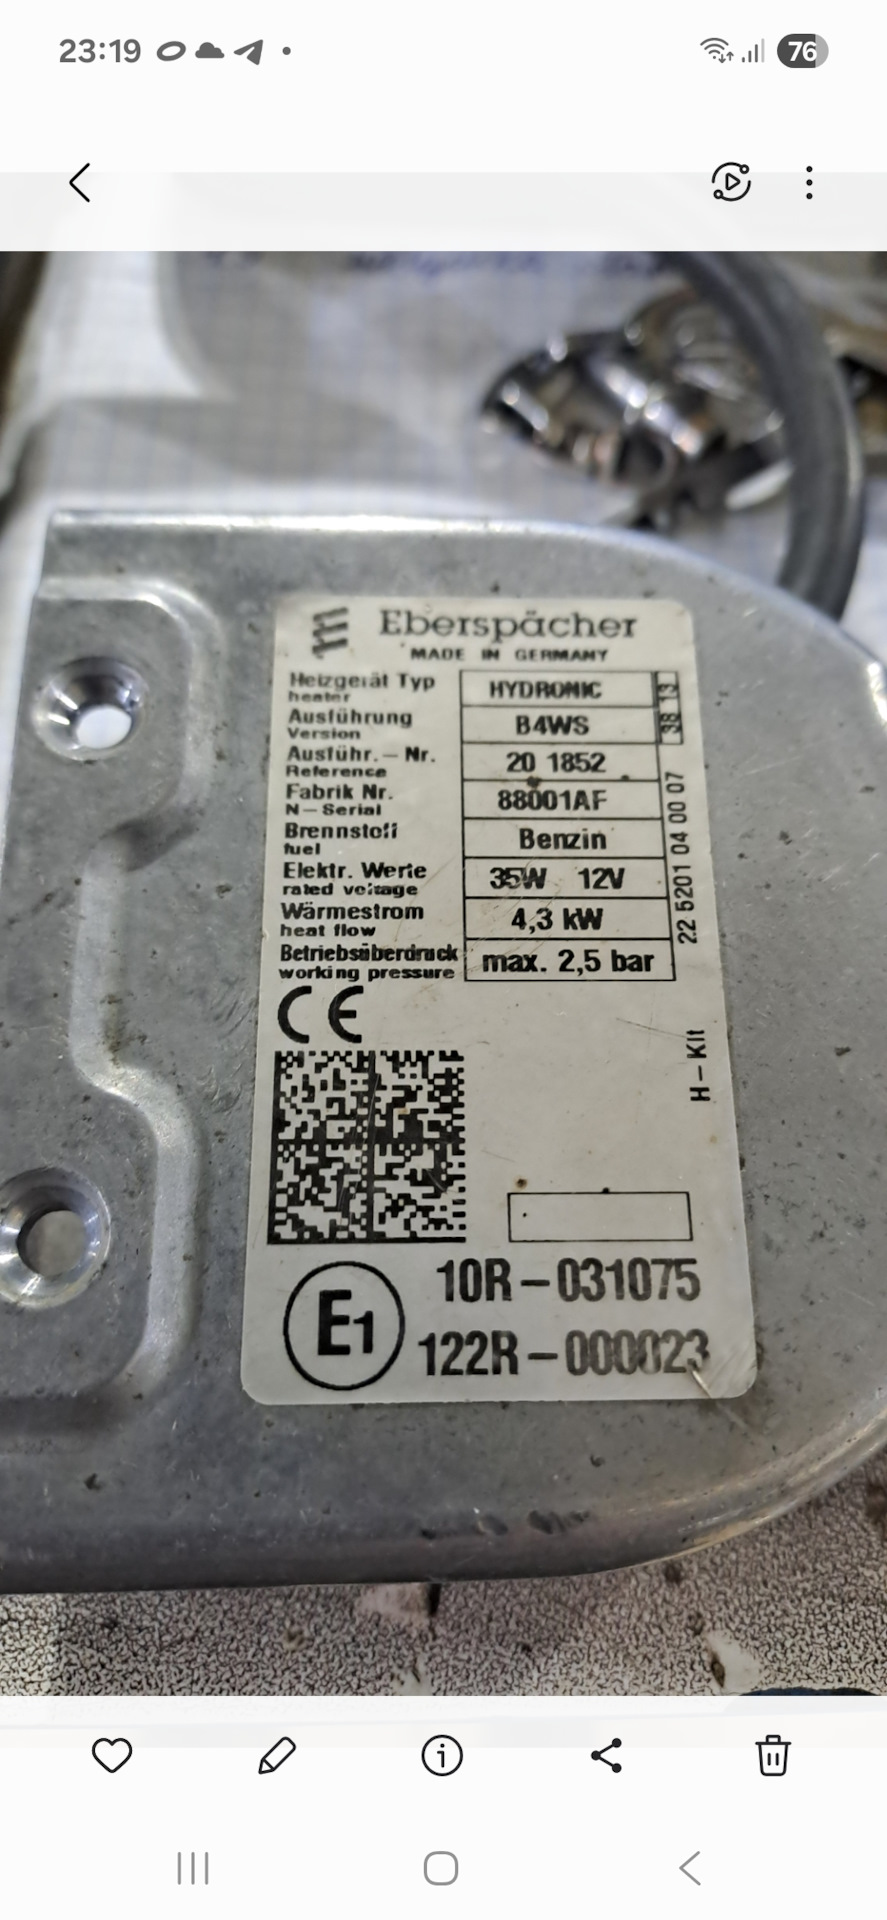 23:19
76
Eberspächer
MADE IN GERMANY
Heizgerät Typ
heater
HYDRONIC
38 13
Ausführung
Version
B4WS
Ausführ.-Nr.
Reference
20 1852
Fabrik Nr.
N-Serial
88001AF
Brennstoff
fuel
Benzin
Elektr. Werte
rated voltage
35W 12V
Wärmestrom
heat flow
4,3 kW
Betriebsüberdruck
working pressure
max. 2,5 bar
22 5201 04 00 07
CE
H-Kit
E1
10R-031075
122R-000023